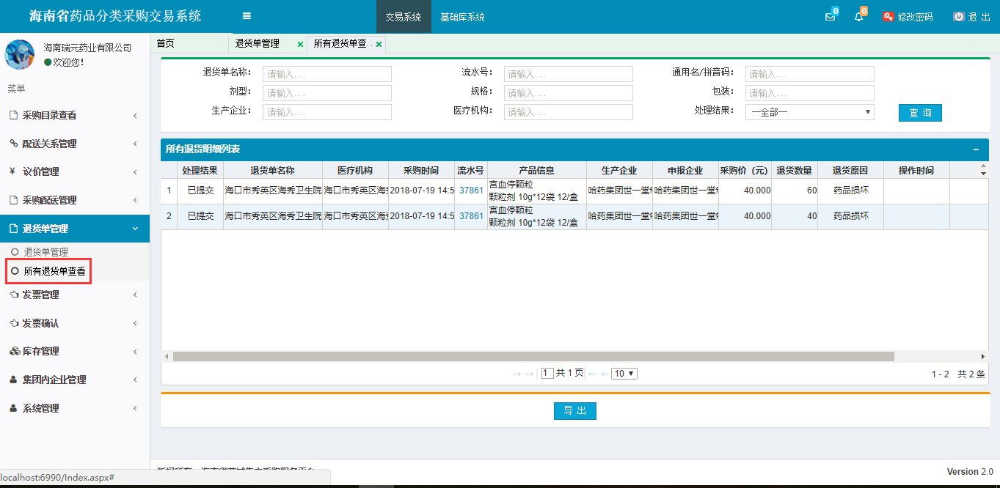 海南省药品分类采购交易系统
交易系统
基础库系统
0
0
修改密码
退 出
海南瑞元药业有限公司
欢迎您!
菜单
采购目录查看
配送关系管理
¥ 议价管理
采购配送管理
退货单管理
退货单管理
所有退货单查看
发票管理
发票确认
库存管理
集团内企业管理
系统管理
首页
退货单管理 ×
所有退货单查. ×
退货单名称: 请输入...
流水号: 请输入...
通用名/拼音码: 请输入...
剂型: 请输入...
规格: 请输入...
包装: 请输入...
生产企业: 请输入...
医疗机构: 请输入...
处理结果: —全部—
查 询
所有退货明细列表
处理结果 退货单名称 医疗机构 采购时间 流水号 产品信息 生产企业 申报企业 采购价（元） 退货数量 退货原因 操作时间
1 已提交 海口市秀英区海秀卫生院 海口市秀英区海秀 2018-07-19 14:5 37861 宫血停颗粒 颗粒剂 10g*12袋 12/盒 哈药集团世一堂 哈药集团世一堂 40.000 60 药品损坏
2 已提交 海口市秀英区海秀卫生院 海口市秀英区海秀 2018-07-19 14:5 37861 宫血停颗粒 颗粒剂 10g*12袋 12/盒 哈药集团世一堂 哈药集团世一堂 40.000 40 药品损坏
1 共 1 页 10
1 - 2 共 2 条
导 出
Version 2.0
localhost:6990/Index.aspx#